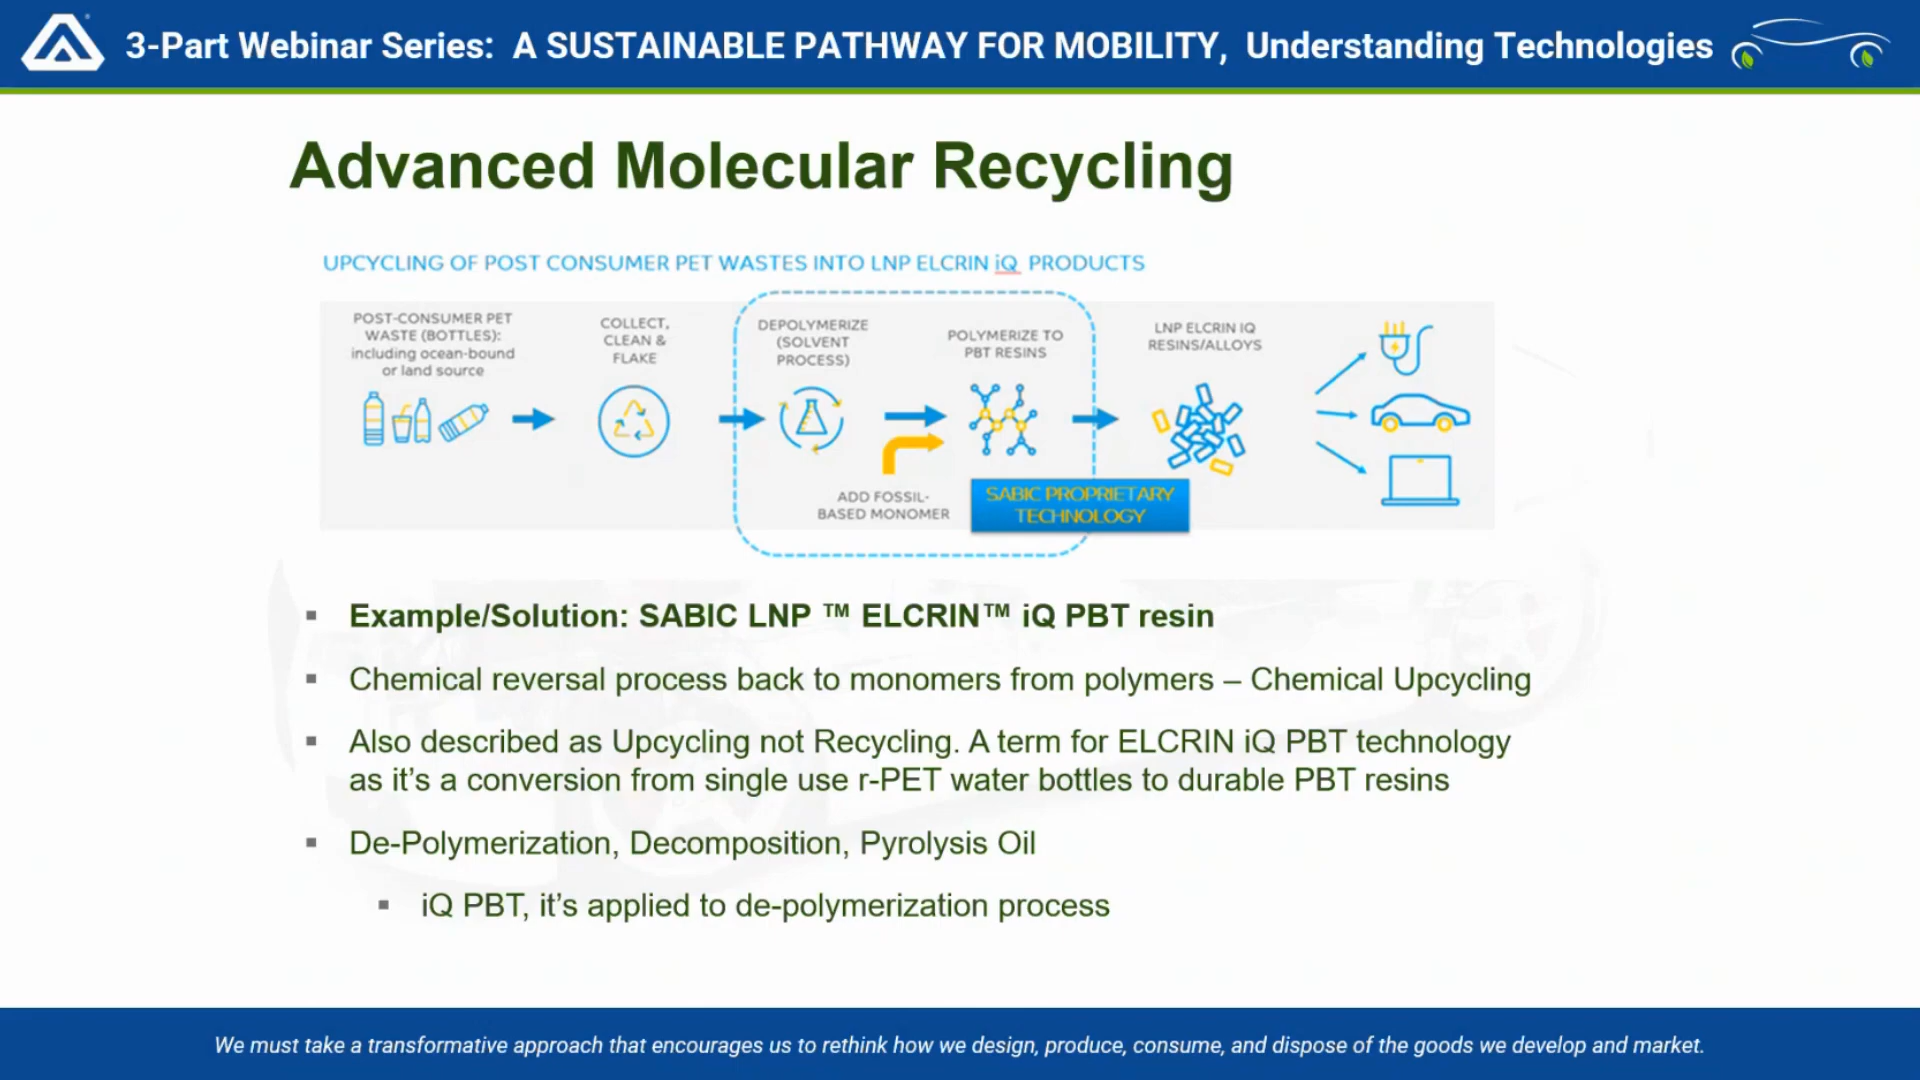 3-Part Webinar Series: A SUSTAINABLE PATHWAY FOR MOBILITY, Understanding Technologies
Advanced Molecular Recycling
UPCYCLING OF POST CONSUMER PET WASTES INTO LNP ELCRIN iQ PRODUCTS
POST-CONSUMER PET
WASTE (BOTTLES):
including ocean-bound
or land source
COLLECT,
CLEAN &
FLAKE
DEPOLYMERIZE
(SOLVENT
PROCESS)
POLYMERIZE TO
PBT RESINS
LNP ELCRIN IQ
RESINS/ALLOYS
ADD FOSSIL-
BASED MONOMER
SABIC PROPRIETARY
TECHNOLOGY
▪ Example/Solution: SABIC LNP ™ ELCRIN™ iQ PBT resin
▪ Chemical reversal process back to monomers from polymers – Chemical Upcycling
▪ Also described as Upcycling not Recycling. A term for ELCRIN iQ PBT technology
as it’s a conversion from single use r-PET water bottles to durable PBT resins
▪ De-Polymerization, Decomposition, Pyrolysis Oil
▪ iQ PBT, it’s applied to de-polymerization process
We must take a transformative approach that encourages us to rethink how we design, produce, consume, and dispose of the goods we develop and market.